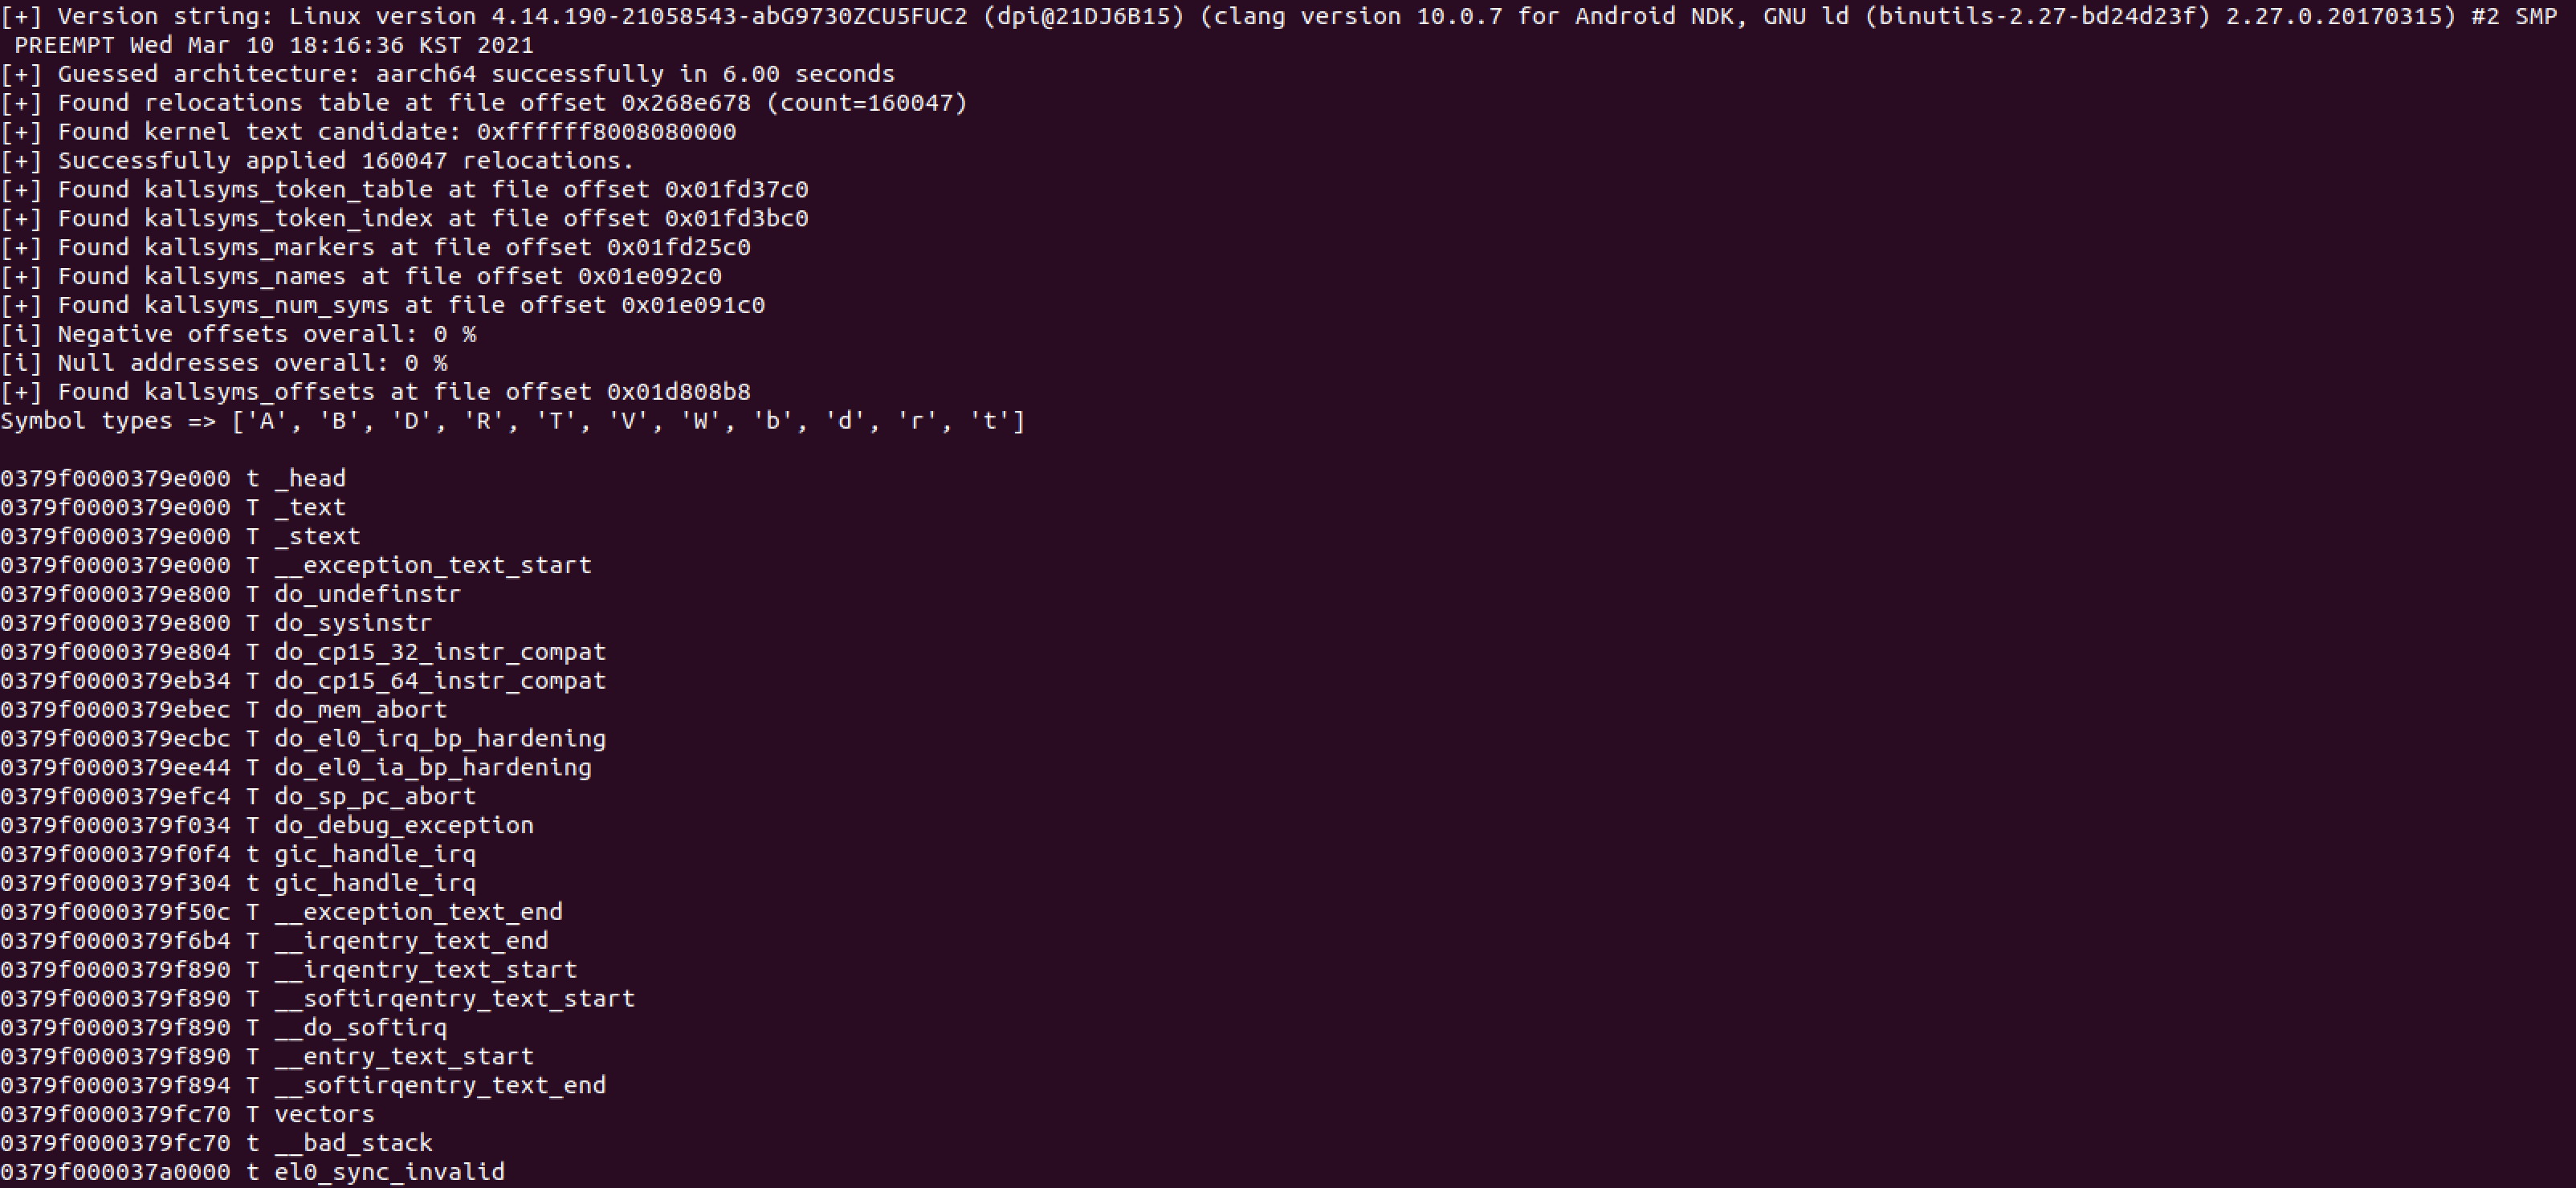 [+] Version string: Linux version 4.14.190-21058543-abG9730ZCU5FUC2 (dpi@21DJ6B15) (clang version 10.0.7 for Android NDK, GNU ld (binutils-2.27-bd24d23f) 2.27.0.20170315) #2 SMP
 PREEMPT Wed Mar 10 18:16:36 KST 2021
[+] Guessed architecture: aarch64 successfully in 6.00 seconds
[+] Found relocations table at file offset 0x268e678 (count=160047)
[+] Found kernel text candidate: 0xffffff8008080000
[+] Successfully applied 160047 relocations.
[+] Found kallsyms_token_table at file offset 0x01fd37c0
[+] Found kallsyms_token_index at file offset 0x01fd3bc0
[+] Found kallsyms_markers at file offset 0x01fd25c0
[+] Found kallsyms_names at file offset 0x01e092c0
[+] Found kallsyms_num_syms at file offset 0x01e091c0
[i] Negative offsets overall: 0 %
[i] Null addresses overall: 0 %
[+] Found kallsyms_offsets at file offset 0x01d808b8
Symbol types => ['A', 'B', 'D', 'R', 'T', 'V', 'W', 'b', 'd', 'r', 't']
0379f0000379e000 t _head
0379f0000379e000 T _text
0379f0000379e000 T _stext
0379f0000379e000 T __exception_text_start
0379f0000379e800 T do_undefinstr
0379f0000379e800 T do_sysinstr
0379f0000379e804 T do_cp15_32_instr_compat
0379f0000379eb34 T do_cp15_64_instr_compat
0379f0000379ebec T do_mem_abort
0379f0000379ecbc T do_el0_irq_bp_hardening
0379f0000379ee44 T do_el0_ia_bp_hardening
0379f0000379efc4 T do_sp_pc_abort
0379f0000379f034 T do_debug_exception
0379f0000379f0f4 t gic_handle_irq
0379f0000379f304 t gic_handle_irq
0379f0000379f50c T __exception_text_end
0379f0000379f6b4 T __irqentry_text_end
0379f0000379f890 T __irqentry_text_start
0379f0000379f890 T __softirqentry_text_start
0379f0000379f890 T __do_softirq
0379f0000379f890 T __entry_text_start
0379f0000379f894 T __softirqentry_text_end
0379f0000379fc70 T vectors
0379f0000379fc70 t __bad_stack
0379f000037a0000 t el0_sync_invalid